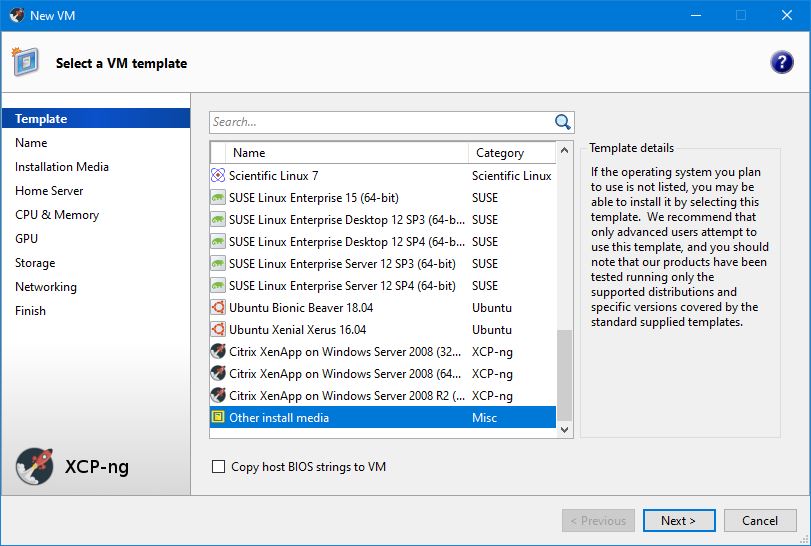 New VM
Select a VM template
?
Template
Name
Installation Media
Home Server
CPU & Memory
GPU
Storage
Networking
Finish
XCP-ng
Search...
Name Category
Scientific Linux 7 Scientific Linux
SUSE Linux Enterprise 15 (64-bit) SUSE
SUSE Linux Enterprise Desktop 12 SP3 (64-b... SUSE
SUSE Linux Enterprise Desktop 12 SP4 (64-b... SUSE
SUSE Linux Enterprise Server 12 SP3 (64-bit) SUSE
SUSE Linux Enterprise Server 12 SP4 (64-bit) SUSE
Ubuntu Bionic Beaver 18.04 Ubuntu
Ubuntu Xenial Xerus 16.04 Ubuntu
Citrix XenApp on Windows Server 2008 (32... XCP-ng
Citrix XenApp on Windows Server 2008 (64... XCP-ng
Citrix XenApp on Windows Server 2008 R2 (... XCP-ng
Other install media Misc
Copy host BIOS strings to VM
Template details
If the operating system you plan
to use is not listed, you may be
able to install it by selecting this
template. We recommend that
only advanced users attempt to
use this template, and you should
note that our products have been
tested running only the
supported distributions and
specific versions covered by the
standard supplied templates.
< Previous
Next >
Cancel